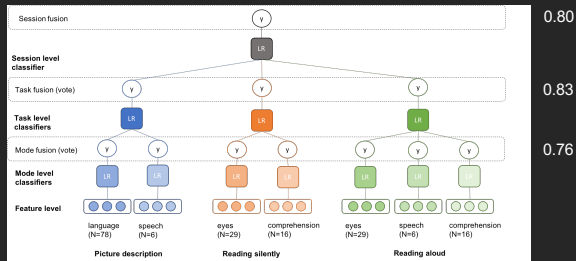 Session fusion
y
0.80
LR
Session level
classifier
Task fusion (vote)
y
y
y
0.83
Task level
classifiers
LR
LR
LR
Mode fusion (vote)
y
y
y
y
y
y
y
0.76
Mode level
classifiers
LR
LR
LR
LR
LR
LR
LR
Feature level
language
(N=78)
speech
(N=6)
eyes
(N=29)
comprehension
(N=16)
eyes
(N=29)
speech
(N=6)
comprehension
(N=16)
Picture description
Reading silently
Reading aloud